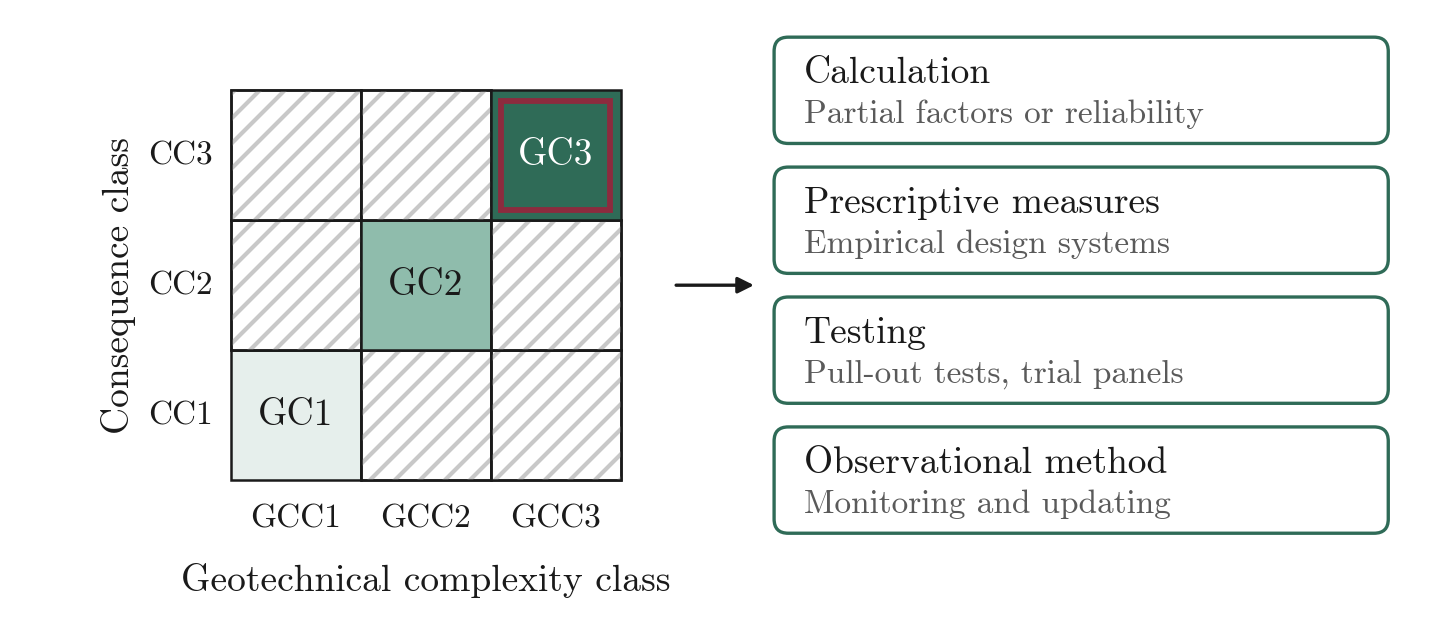 Consequence class
CC3
CC2
CC1
GC3
GC2
GC1
GCC1 GCC2 GCC3
Geotechnical complexity class
Calculation
Partial factors or reliability
Prescriptive measures
Empirical design systems
Testing
Pull-out tests, trial panels
Observational method
Monitoring and updating